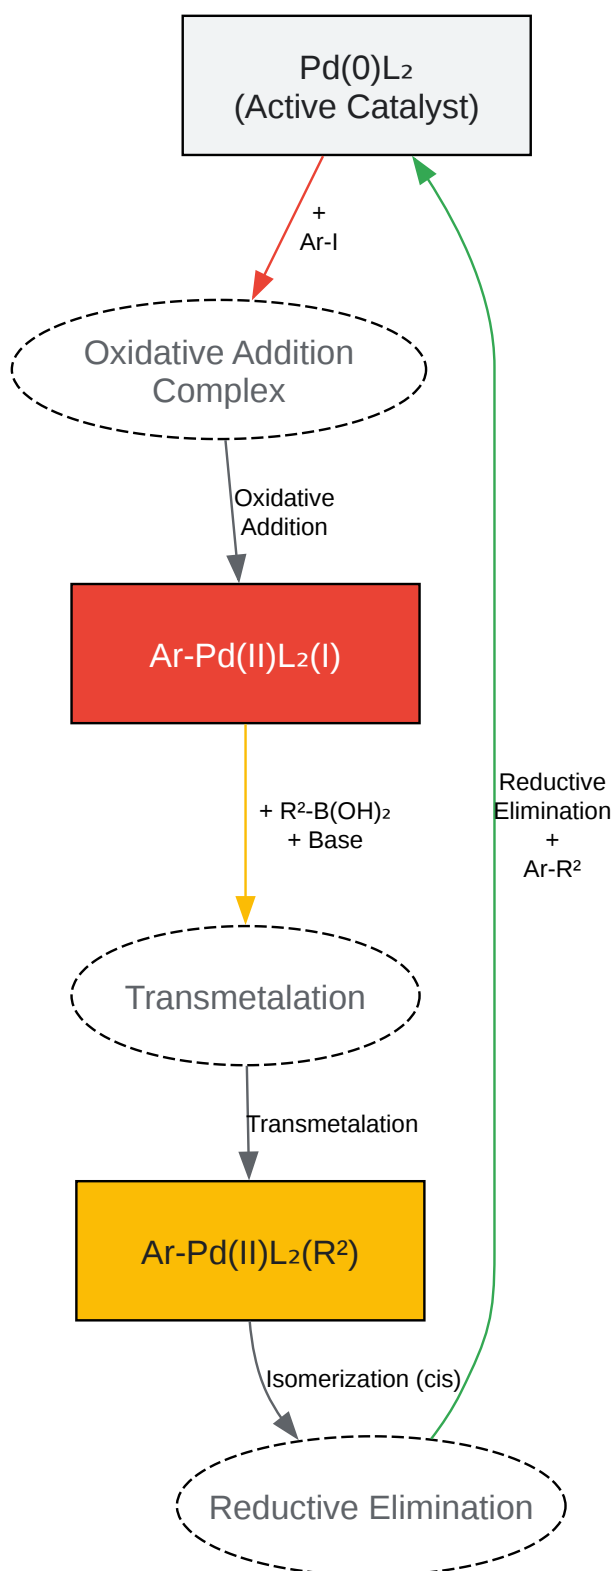 Pd(0)L₂
(Active Catalyst)
+
Ar-I
Oxidative Addition
Complex
Oxidative
Addition
Ar-Pd(II)L₂(I)
+ R²-B(OH)₂
+ Base
Reductive
Elimination
+
Ar-R²
Transmetalation
Transmetalation
Ar-Pd(II)L₂(R²)
Isomerization (cis)
Reductive Elimination